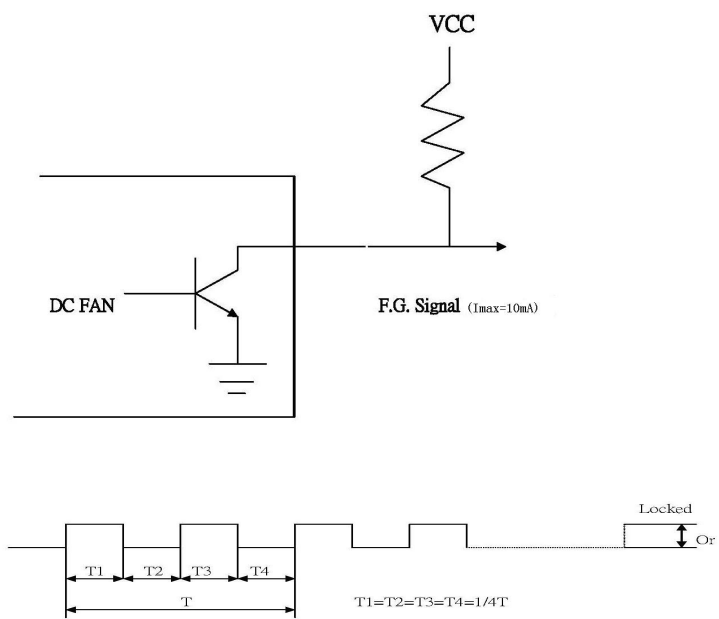 VCC
DC FAN
F.G. Signal (Imax=10mA)
Locked
Or
T1 T2 T3 T4
T T1=T2=T3=T4=1/4T